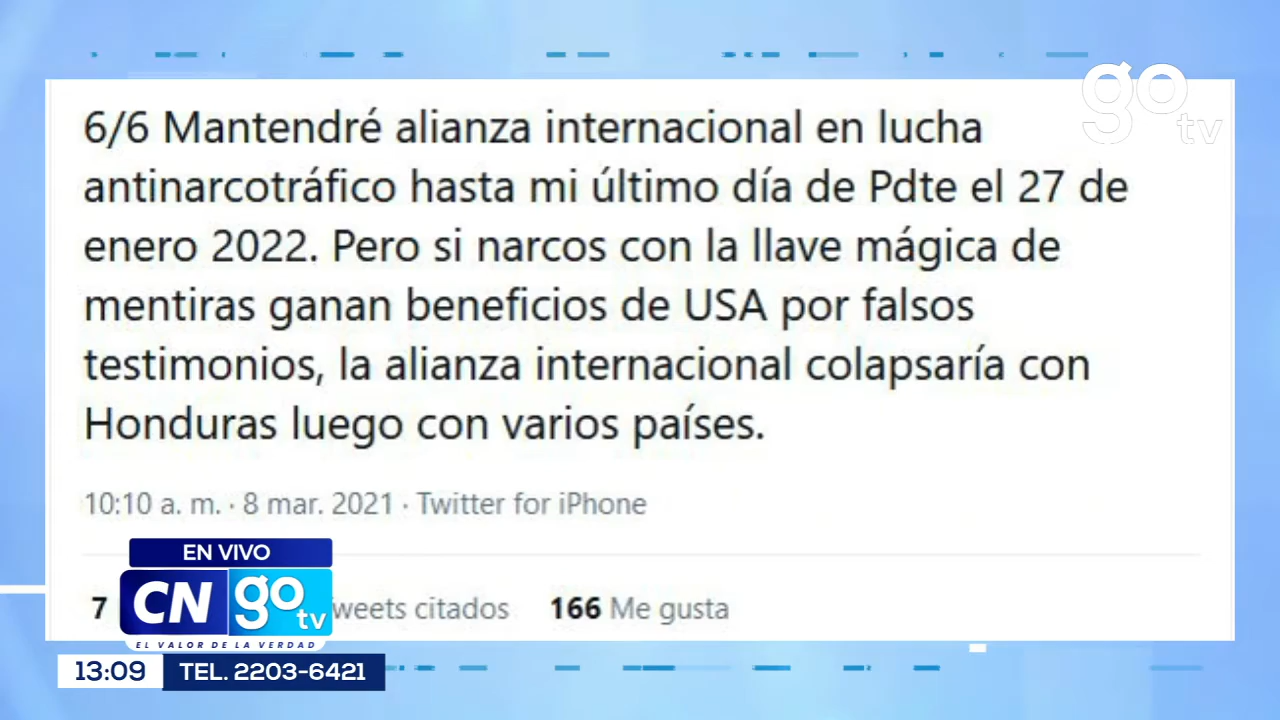 go
tv
6/6 Mantendré alianza internacional en lucha
antinarcotráfico hasta mi último día de Pdte el 27 de
enero 2022. Pero si narcos con la llave mágica de
mentiras ganan beneficios de USA por falsos
testimonios, la alianza internacional colapsaría con
Honduras luego con varios países.
10:10 a. m. · 8 mar. 2021 · Twitter for iPhone
7 weets citados 166 Me gusta
EN VIVO
CN go tv
EL VALOR DE LA VERDAD
13:09 TEL. 2203-6421